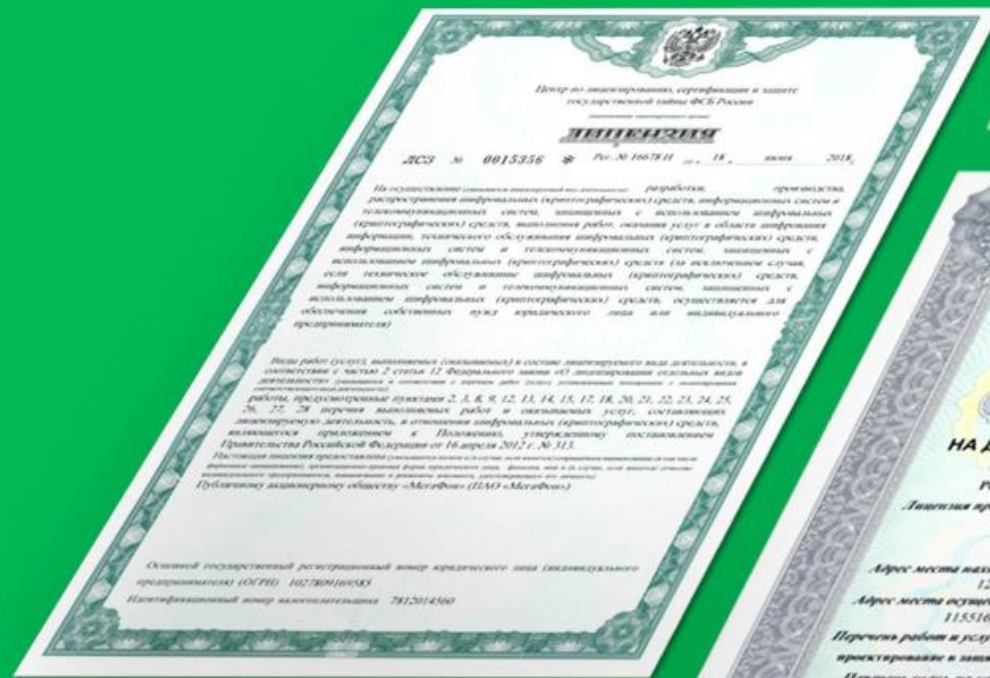 Центр по лицензированию, сертификации и защите
государственной тайны ФСБ России
ЛИЦЕНЗИЯ
ЛСЗ № 0015356 * Рег. № 16678 Н от « 18 » июня 2018
На осуществление разработки, производства,
распространения шифровальных (криптографических) средств, информационных систем и
телекоммуникационных систем, защищенных с использованием шифровальных
(криптографических) средств, выполнения работ, оказания услуг в области шифрования
информации, технического обслуживания шифровальных (криптографических) средств,
информационных систем и телекоммуникационных систем, защищенных с
использованием шифровальных (криптографических) средств (за исключением случая,
если техническое обслуживание шифровальных (криптографических) средств,
информационных систем и телекоммуникационных систем, защищенных с
использованием шифровальных (криптографических) средств, осуществляется для
обеспечения собственных нужд юридического лица или индивидуального
предпринимателя)
Виды работ (услуг), выполняемых (оказываемых) в составе лицензируемого вида деятельности, в
соответствии с частью 2 статьи 12 Федерального закона «О лицензировании отдельных видов
деятельности»
работы, предусмотренные пунктами 2, 3, 8, 9, 12, 13, 14, 15, 17, 18, 20, 21, 22, 23, 24, 25,
26, 27, 28 перечня выполняемых работ и оказываемых услуг, составляющих
лицензируемую деятельность, в отношении шифровальных (криптографических) средств,
являющегося приложением к Положению, утвержденному постановлением
Правительства Российской Федерации от 16 апреля 2012 г. № 313.
Настоящая лицензия предоставлена
Публичному акционерному обществу «МегаФон» (ПАО «МегаФон»)
Основной государственный регистрационный номер юридического лица (индивидуального
предпринимателя) (ОГРН) 1027809169585
Идентификационный номер налогоплательщика 7812014560
НА Д
Лицензия пр
Адрес места нахо
12
Адрес места осущес
115516
Перечень работ и услу
проектирование в защи